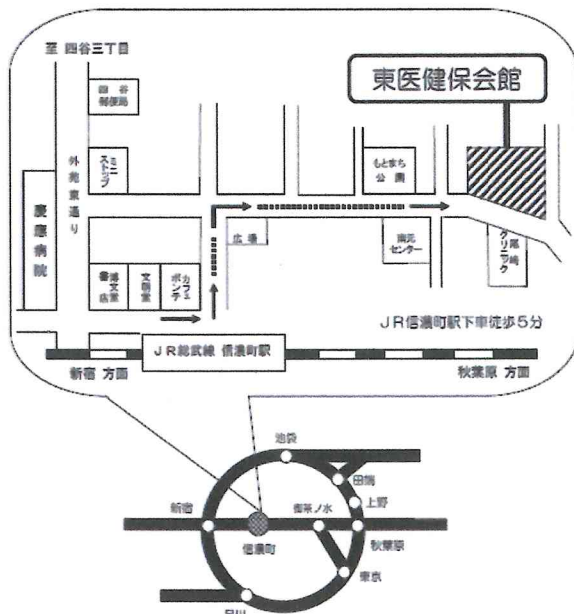 至 四谷三丁目
東医健保会館
四谷
郵便局
外苑東通り
ミニ
ストップ
もとまち
公園
慶應病院
広場
南元
センター
尾崎
クリニック
博文堂
書店
文明堂
カフェ
ポンテ
JR信濃町駅下車徒歩5分
JR総武線 信濃町駅
新宿 方面
秋葉原 方面
池袋
田端
上野
新宿
御茶ノ水
信濃町
秋葉原
東京
品川